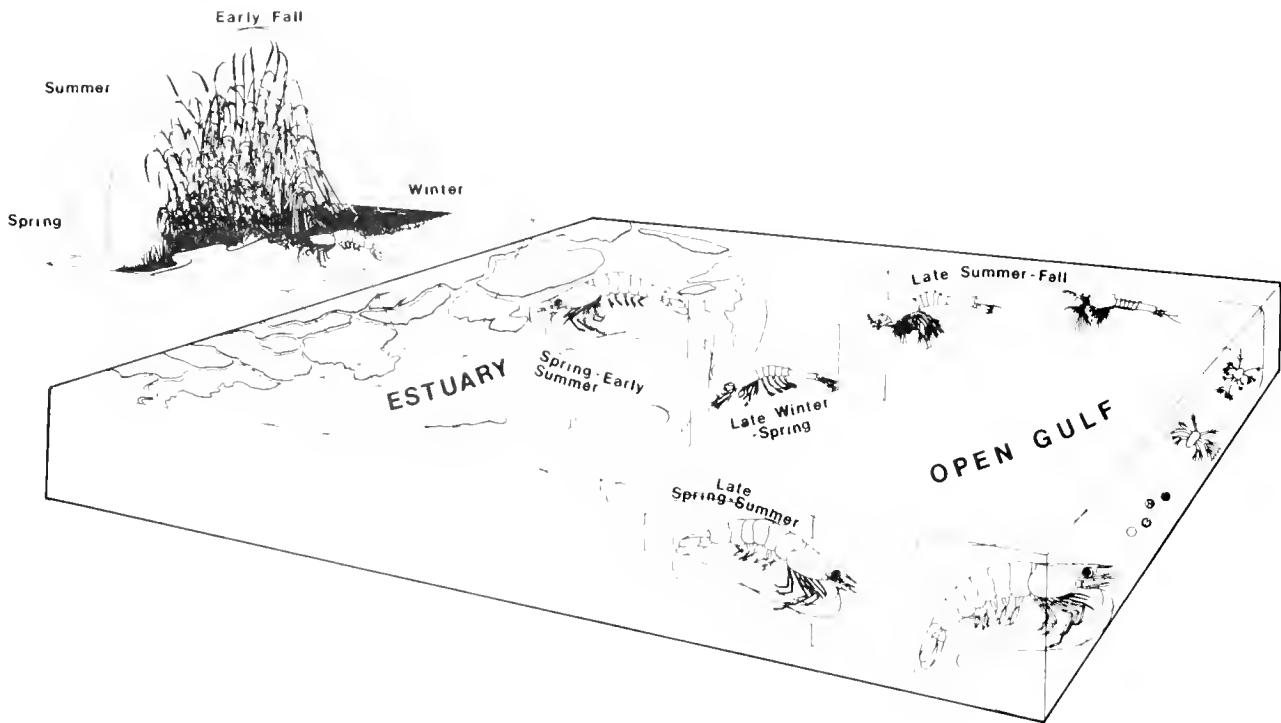 Early Fall
Summer
Winter
Spring
Late Summer-Fall
ESTUARY
Spring-Early
Summer
Late Winter
-Spring
OPEN GULF
Late
Spring-Summer